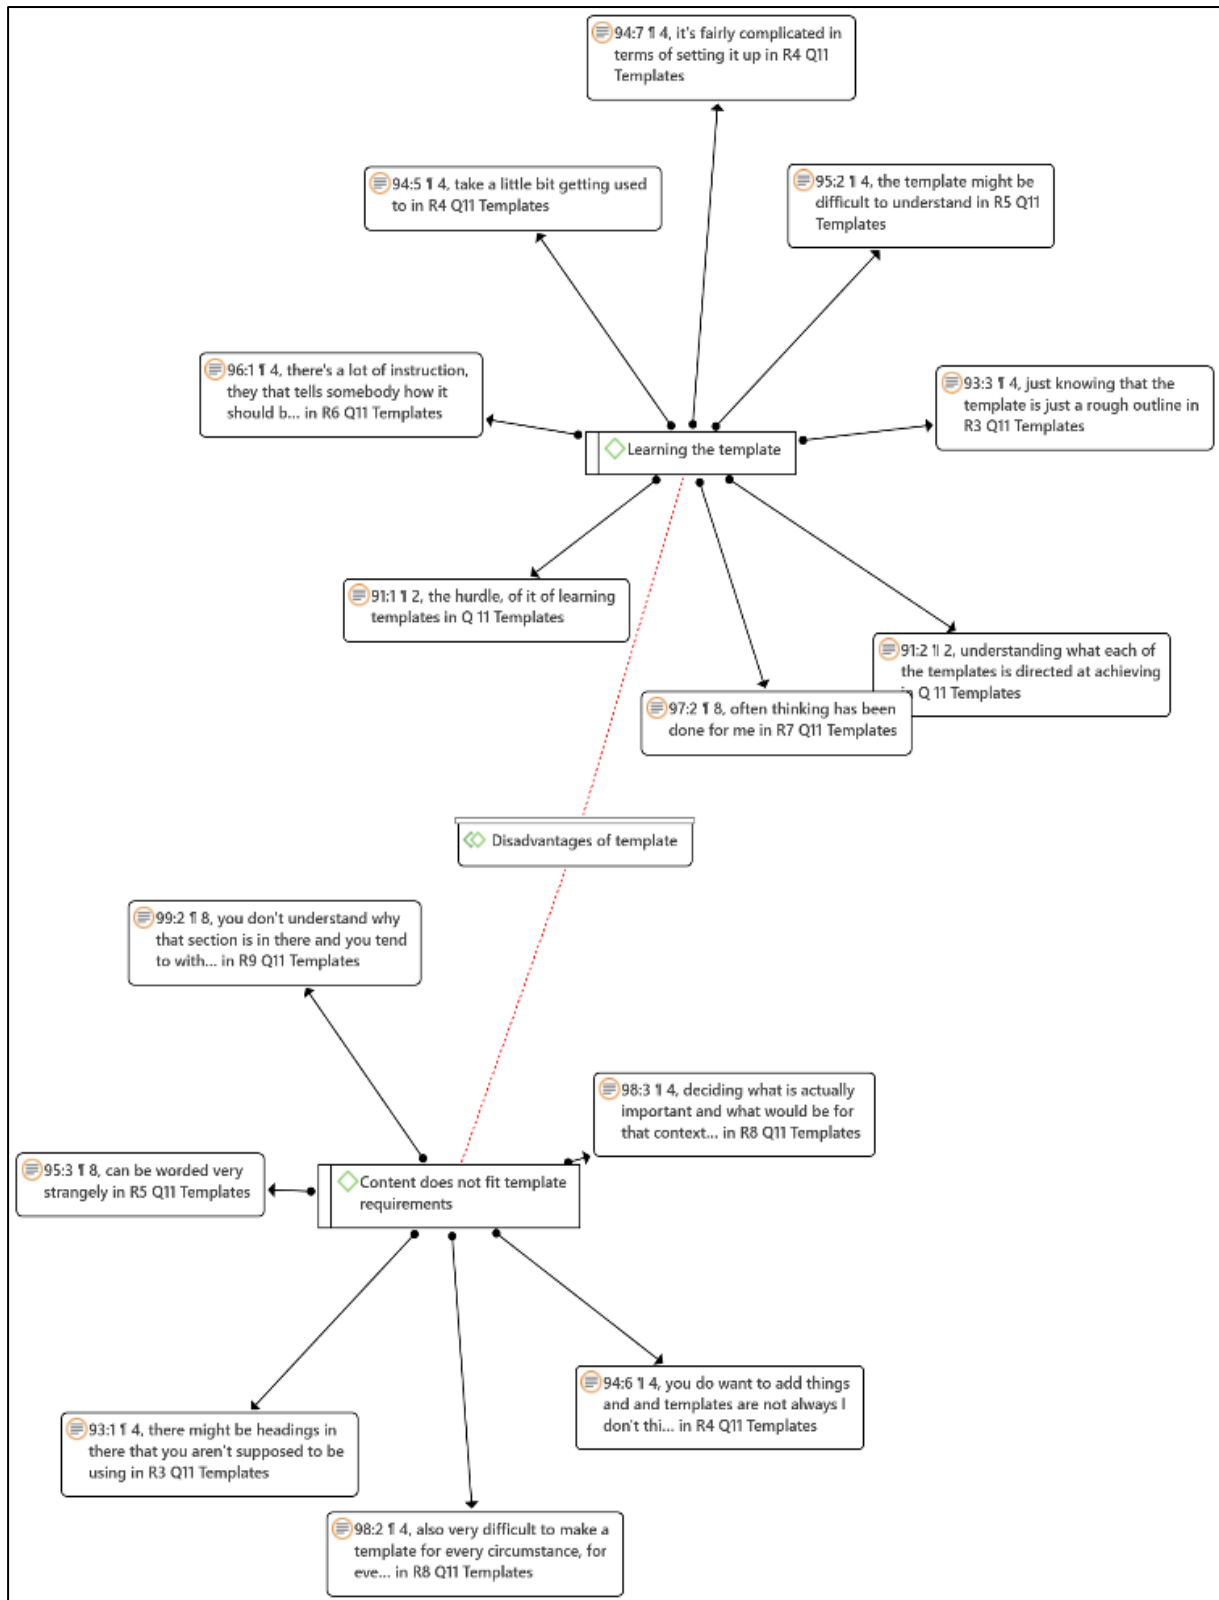 94:7 ¶ 4, it's fairly complicated in
terms of setting it up in R4 Q11
Templates
94:5 ¶ 4, take a little bit getting used
to in R4 Q11 Templates
95:2 ¶ 4, the template might be
difficult to understand in R5 Q11
Templates
96:1 ¶ 4, there's a lot of instruction,
they that tells somebody how it
should b... in R6 Q11 Templates
93:3 ¶ 4, just knowing that the
template is just a rough outline in
R3 Q11 Templates
Learning the template
91:1 ¶ 2, the hurdle, of it of learning
templates in Q 11 Templates
91:2 ¶ 2, understanding what each of
the templates is directed at achieving
in Q 11 Templates
97:2 ¶ 8, often thinking has been
done for me in R7 Q11 Templates
Disadvantages of template
99:2 ¶ 8, you don't understand why
that section is in there and you tend
to with... in R9 Q11 Templates
98:3 ¶ 4, deciding what is actually
important and what would be for
that context... in R8 Q11 Templates
95:3 ¶ 8, can be worded very
strangely in R5 Q11 Templates
Content does not fit template
requirements
94:6 ¶ 4, you do want to add things
and and templates are not always I
don't thi... in R4 Q11 Templates
93:1 ¶ 4, there might be headings in
there that you aren't supposed to be
using in R3 Q11 Templates
98:2 ¶ 4, also very difficult to make a
template for every circumstance, for
eve... in R8 Q11 Templates